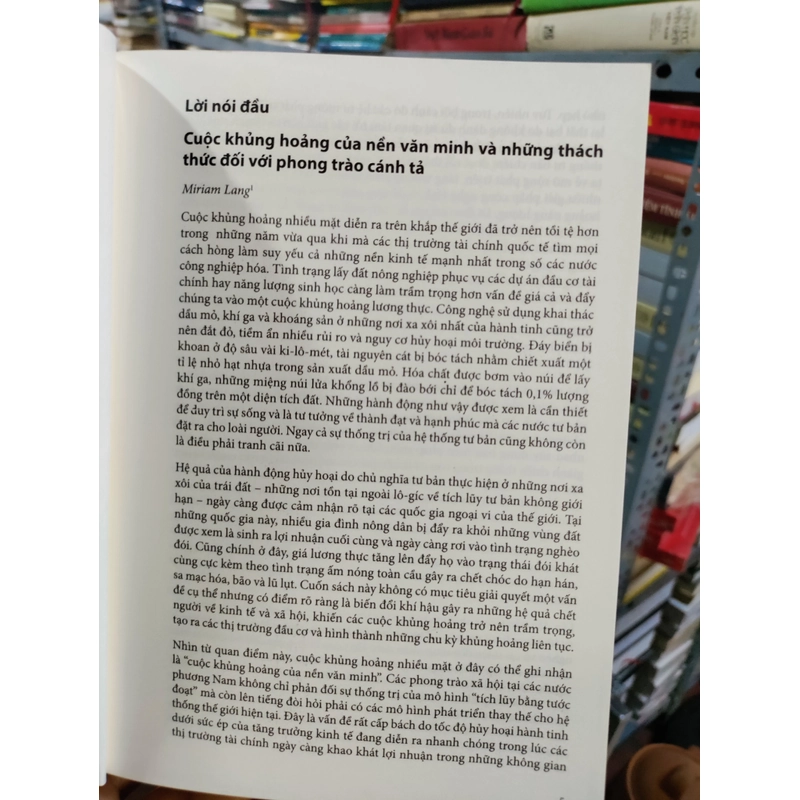 Lời nói đầu
Cuộc khủng hoảng của nền văn minh và những thách
thức đối với phong trào cánh tả
Miriam Lang¹
Cuộc khủng hoảng nhiều mặt diễn ra trên khắp thế giới đã trở nên tồi tệ hơn
trong những năm vừa qua khi mà các thị trường tài chính quốc tế tìm mọi
cách hòng làm suy yếu cả những nền kinh tế mạnh nhất trong số các nước
công nghiệp hóa. Tình trạng lấy đất nông nghiệp phục vụ các dự án đầu cơ tài
chính hay năng lượng sinh học càng làm trầm trọng hơn vấn đề giá cả và đẩy
chúng ta vào một cuộc khủng hoảng lương thực. Công nghệ sử dụng khai thác
dầu mỏ, khí ga và khoáng sản ở những nơi xa xôi nhất của hành tinh cũng trở
nên đắt đỏ, tiềm ẩn nhiều rủi ro và nguy cơ hủy hoại môi trường. Đáy biển bị
khoan ở độ sâu vài ki-lô-mét, tài nguyên cát bị bóc tách nhằm chiết xuất một
tỉ lệ nhỏ hạt nhựa trong sản xuất dầu mỏ. Hóa chất được bơm vào núi để lấy
khí ga, những miệng núi lửa khổng lồ bị đào bới chỉ để bóc tách 0,1% lượng
đồng trên một diện tích đất. Những hành động như vậy được xem là cần thiết
để duy trì sự sống và là tư tưởng về thành đạt và hạnh phúc mà các nước tư bản
đặt ra cho loài người. Ngay cả sự thống trị của hệ thống tư bản cũng không còn
là điều phải tranh cãi nữa.
Hệ quả của hành động hủy hoại do chủ nghĩa tư bản thực hiện ở những nơi xa
xôi của trái đất – những nơi tồn tại ngoài lô-gíc về tích lũy tư bản không giới
hạn – ngày càng được cảm nhận rõ tại các quốc gia ngoại vi của thế giới. Tại
những quốc gia này, nhiều gia đình nông dân bị đẩy ra khỏi những vùng đất
được xem là sinh ra lợi nhuận cuối cùng và ngày càng rơi vào tình trạng nghèo
đói. Cũng chính ở đây, giá lương thực tăng lên đẩy họ vào trạng thái đói khát
cùng cực kèm theo tình trạng ấm nóng toàn cầu gây ra chết chóc do hạn hán,
sa mạc hóa, bão và lũ lụt. Cuốn sách này không có mục tiêu giải quyết một vấn
đề cụ thể nhưng có điểm rõ ràng là biến đổi khí hậu gây ra những hệ quả chết
người về kinh tế và xã hội, khiến các cuộc khủng hoảng trở nên trầm trọng,
tạo ra các thị trường đầu cơ và hình thành những chu kỳ khủng hoảng liên tục.
Nhìn từ quan điểm này, cuộc khủng hoảng nhiều mặt ở đây có thể ghi nhận
là “cuộc khủng hoảng của nền văn minh”. Các phong trào xã hội tại các nước
phương Nam không chỉ phản đối sự thống trị của mô hình “tích lũy bằng tước
đoạt” mà còn lên tiếng đòi hỏi phải có các mô hình phát triển thay thế cho hệ
thống thế giới hiện tại. Đây là vấn đề rất cấp bách do tốc độ hủy hoại hành tinh
dưới sức ép của tăng trưởng kinh tế đang diễn ra nhanh chóng trong lúc các
thị trường tài chính ngày càng khao khát lợi nhuận trong những không gian